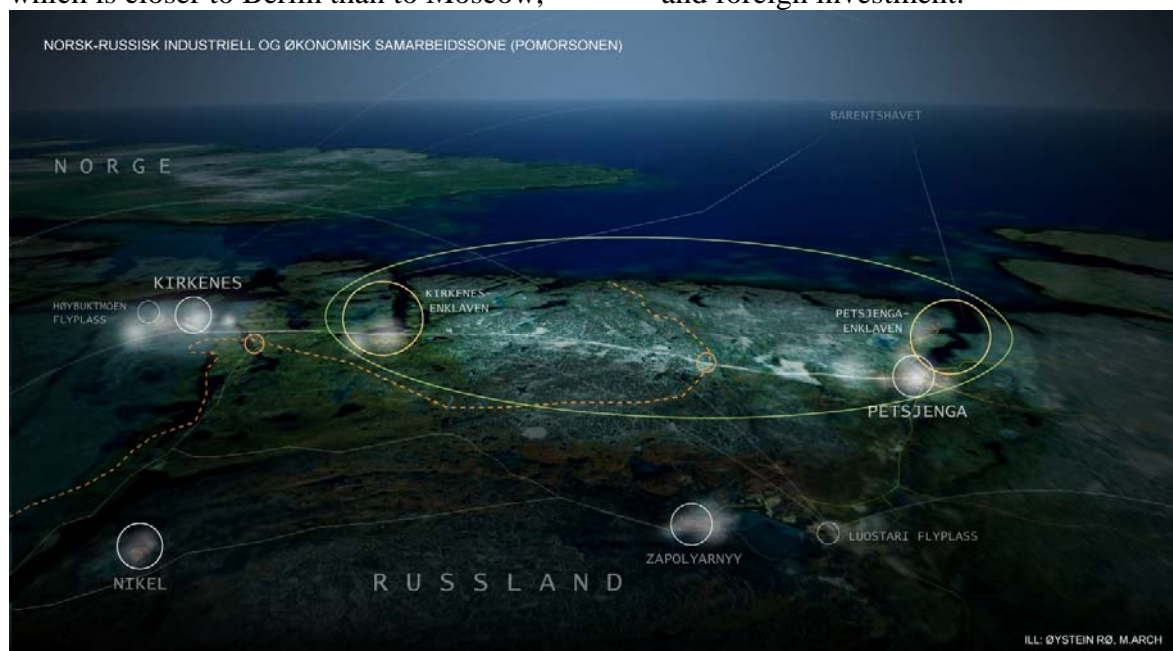 which is closer to Berlin than to Moscow,
and foreign investment.
NORSK-RUSSISK INDUSTRIELL OG ØKONOMISK SAMARBEIDSSONE (POMORSONEN)
BARENTSHAVET
NORGE
KIRKENES
HØYBUKTMOEN
FLYPLASS
KIRKENES-
ENKLAVEN
PETSJENGA-
ENKLAVEN
PETSJENGA
NIKEL
ZAPOLYARNYY
LUOSTARI FLYPLASS
RUSSLAND
ILL: ØYSTEIN RØ, M.ARCH